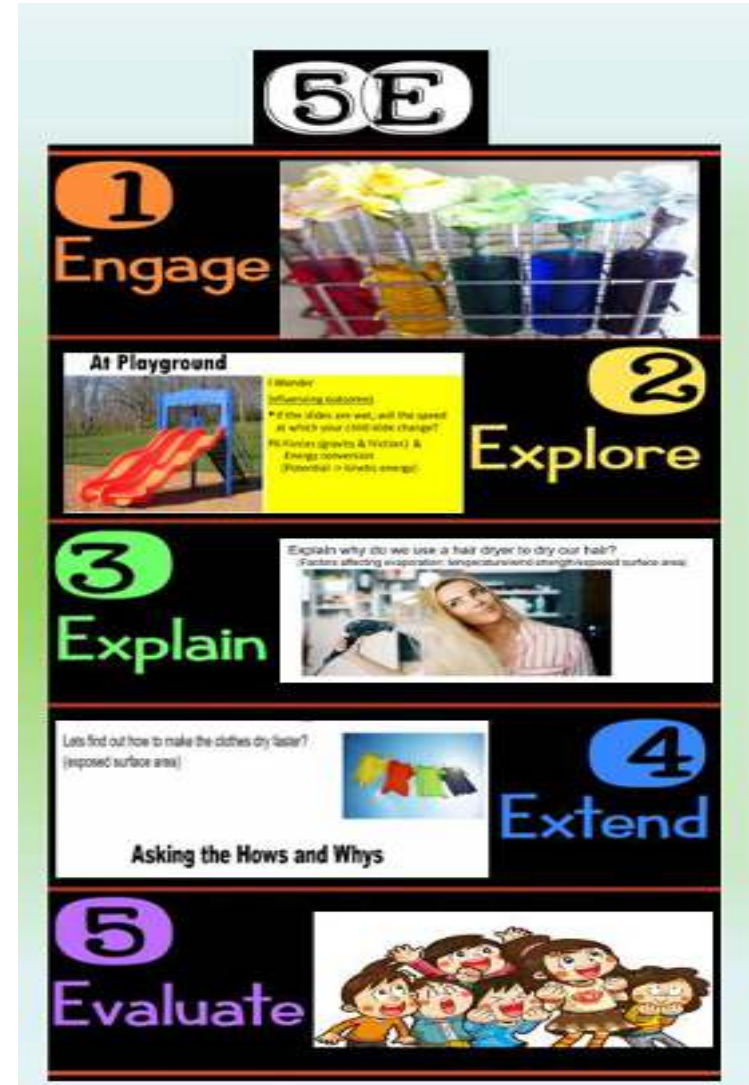 5E
1
Engage
At Playground
I Wonder
Influencing outcomes
• If the slides are wet, will the speed
at which your child slide change?
Forces (gravity & friction) &
Energy conversion
(Potential -> kinetic energy)
2
Explore
3
Explain
Explain why do we use a hair dryer to dry our hair?
(Factors affecting evaporation: temperature/wind strength/exposed surface area)
Lets find out how to make the clothes dry faster?
(exposed surface area)
Asking the Hows and Whys
4
Extend
5
Evaluate